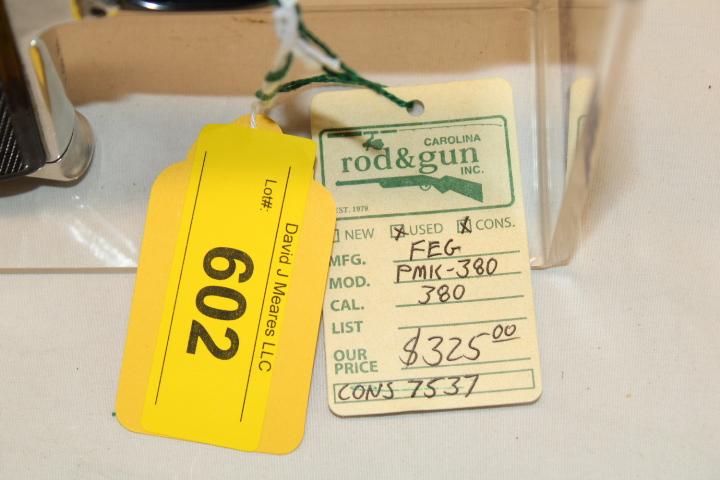 Lot#:
602
David J Meares LLC
CAROLINA
rod&gun
INC.
EST. 1979
NEW USED CONS.
MFG. FEG
MOD. PMK-380
CAL. 380
LIST
OUR PRICE $325.00
CONS 7537